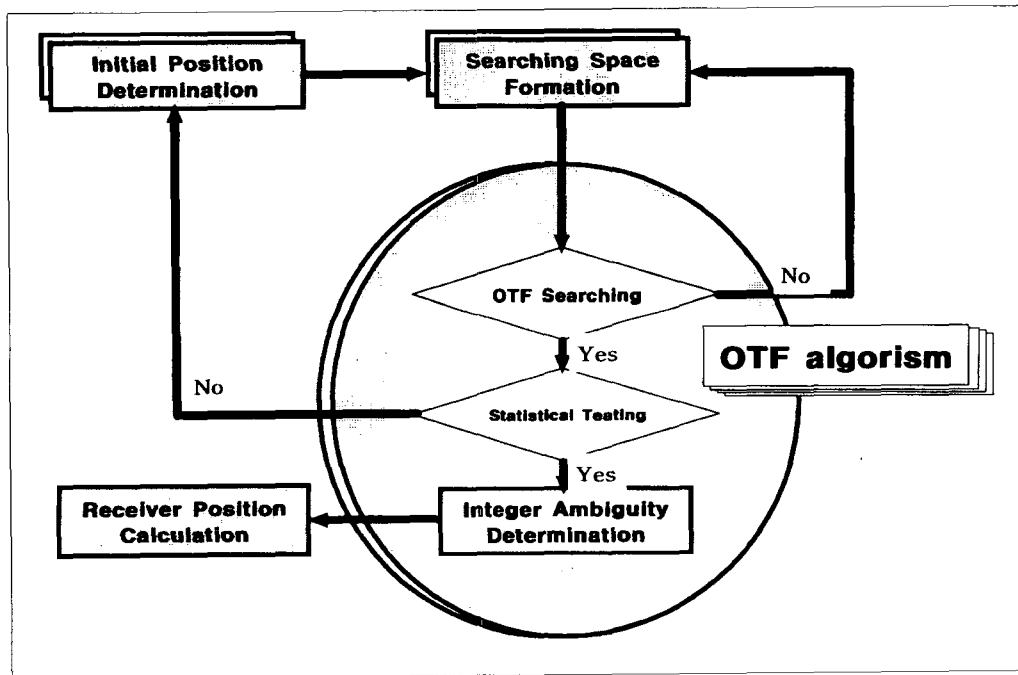 Initial Position
Determination
Searching Space
Formation
OTF Searching
No
OTF algorism
Yes
No
Statistical Teating
Yes
Receiver Position
Calculation
Integer Ambiguity
Determination